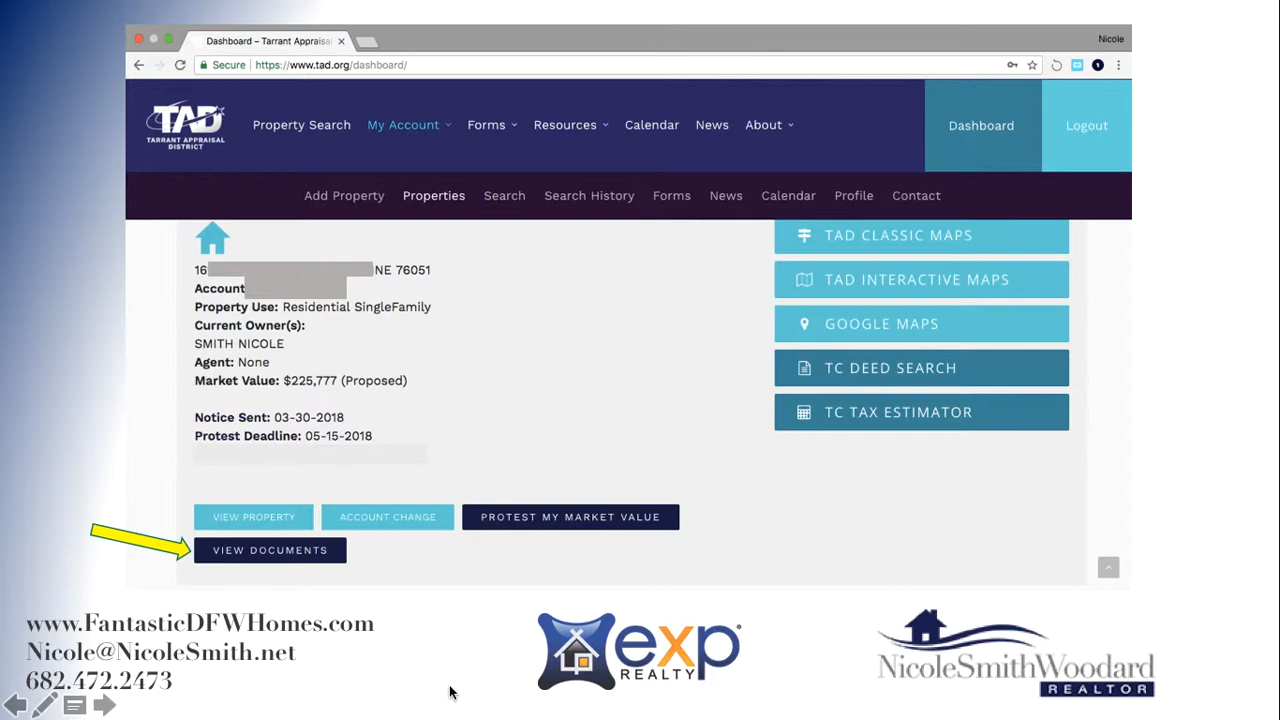 Dashboard – Tarrant Appraisal
Nicole
Secure https://www.tad.org/dashboard/
TAD
TARRANT APPRAISAL
DISTRICT
Property Search My Account Forms Resources Calendar News About Dashboard Logout
Add Property Properties Search Search History Forms News Calendar Profile Contact
16 NE 76051
Account
Property Use: Residential SingleFamily
Current Owner(s):
SMITH NICOLE
Agent: None
Market Value: $225,777 (Proposed)
Notice Sent: 03-30-2018
Protest Deadline: 05-15-2018
TAD CLASSIC MAPS
TAD INTERACTIVE MAPS
GOOGLE MAPS
TC DEED SEARCH
TC TAX ESTIMATOR
VIEW PROPERTY ACCOUNT CHANGE PROTEST MY MARKET VALUE
VIEW DOCUMENTS
www.FantasticDFWHomes.com
Nicole@NicoleSmith.net
682.472.2473
exp
REALTY
NicoleSmithWoodard
REALTOR